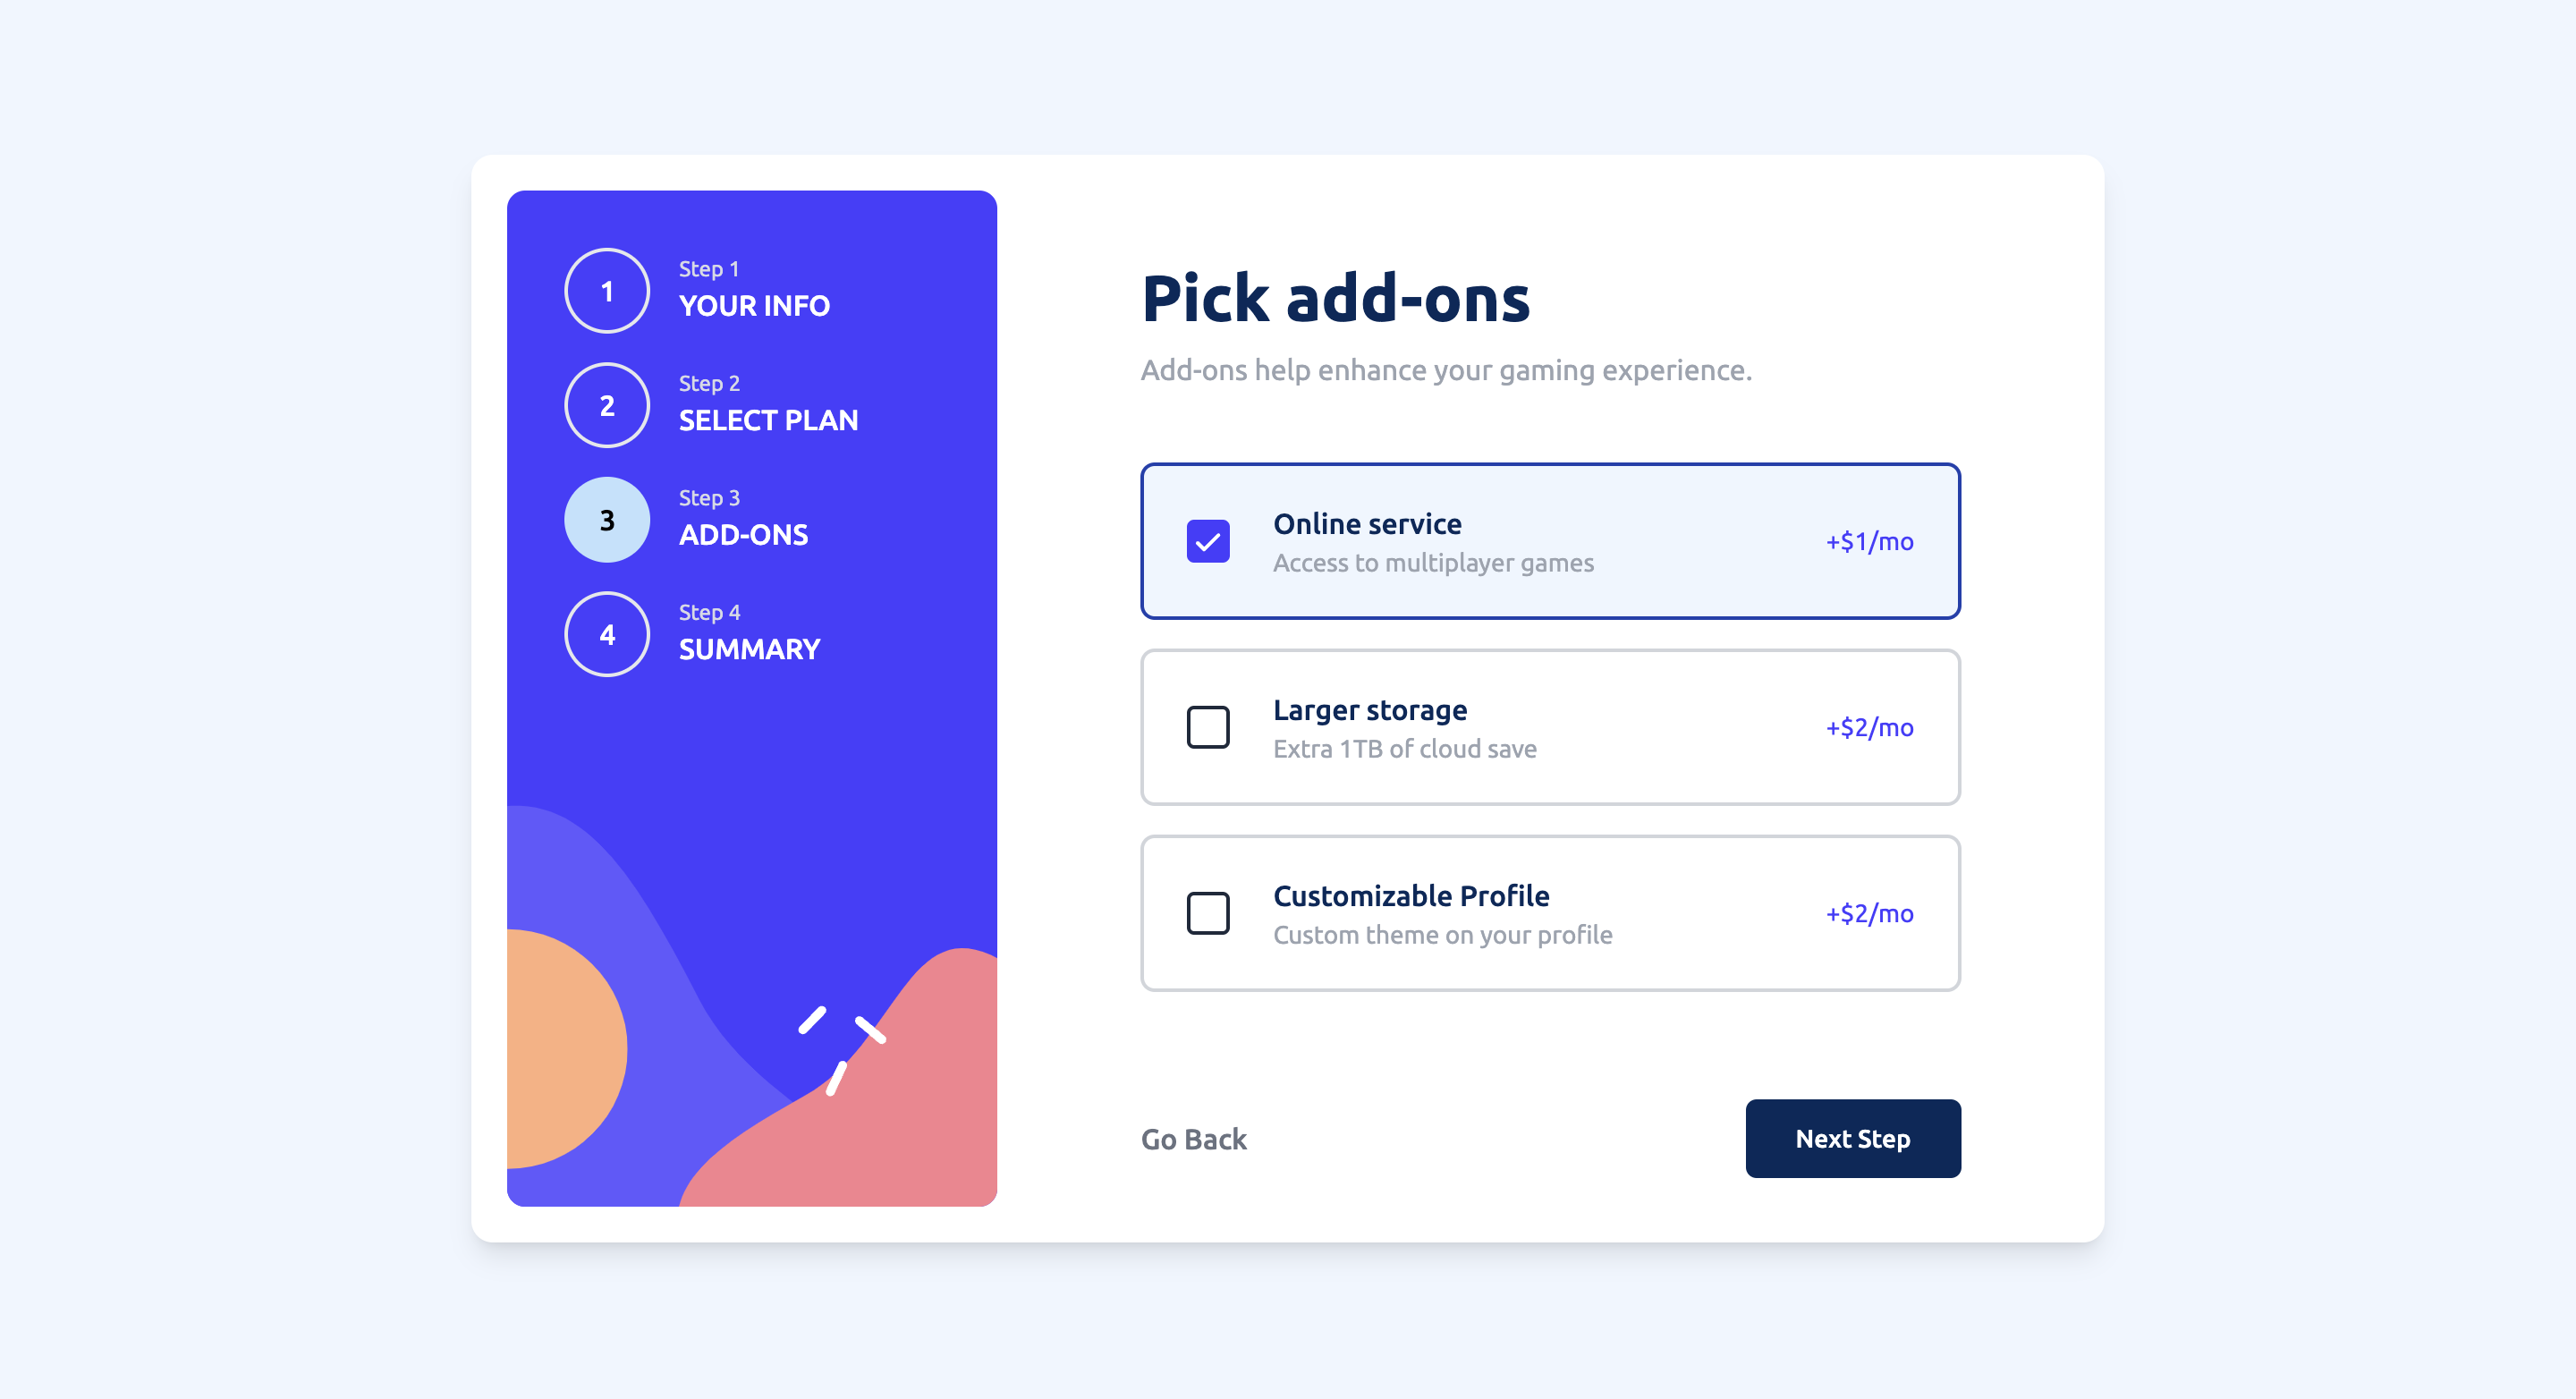 1
Step 1
YOUR INFO
2
Step 2
SELECT PLAN
3
Step 3
ADD-ONS
4
Step 4
SUMMARY
Pick add-ons
Add-ons help enhance your gaming experience.
Online service
Access to multiplayer games
+$1/mo
Larger storage
Extra 1TB of cloud save
+$2/mo
Customizable Profile
Custom theme on your profile
+$2/mo
Go Back
Next Step